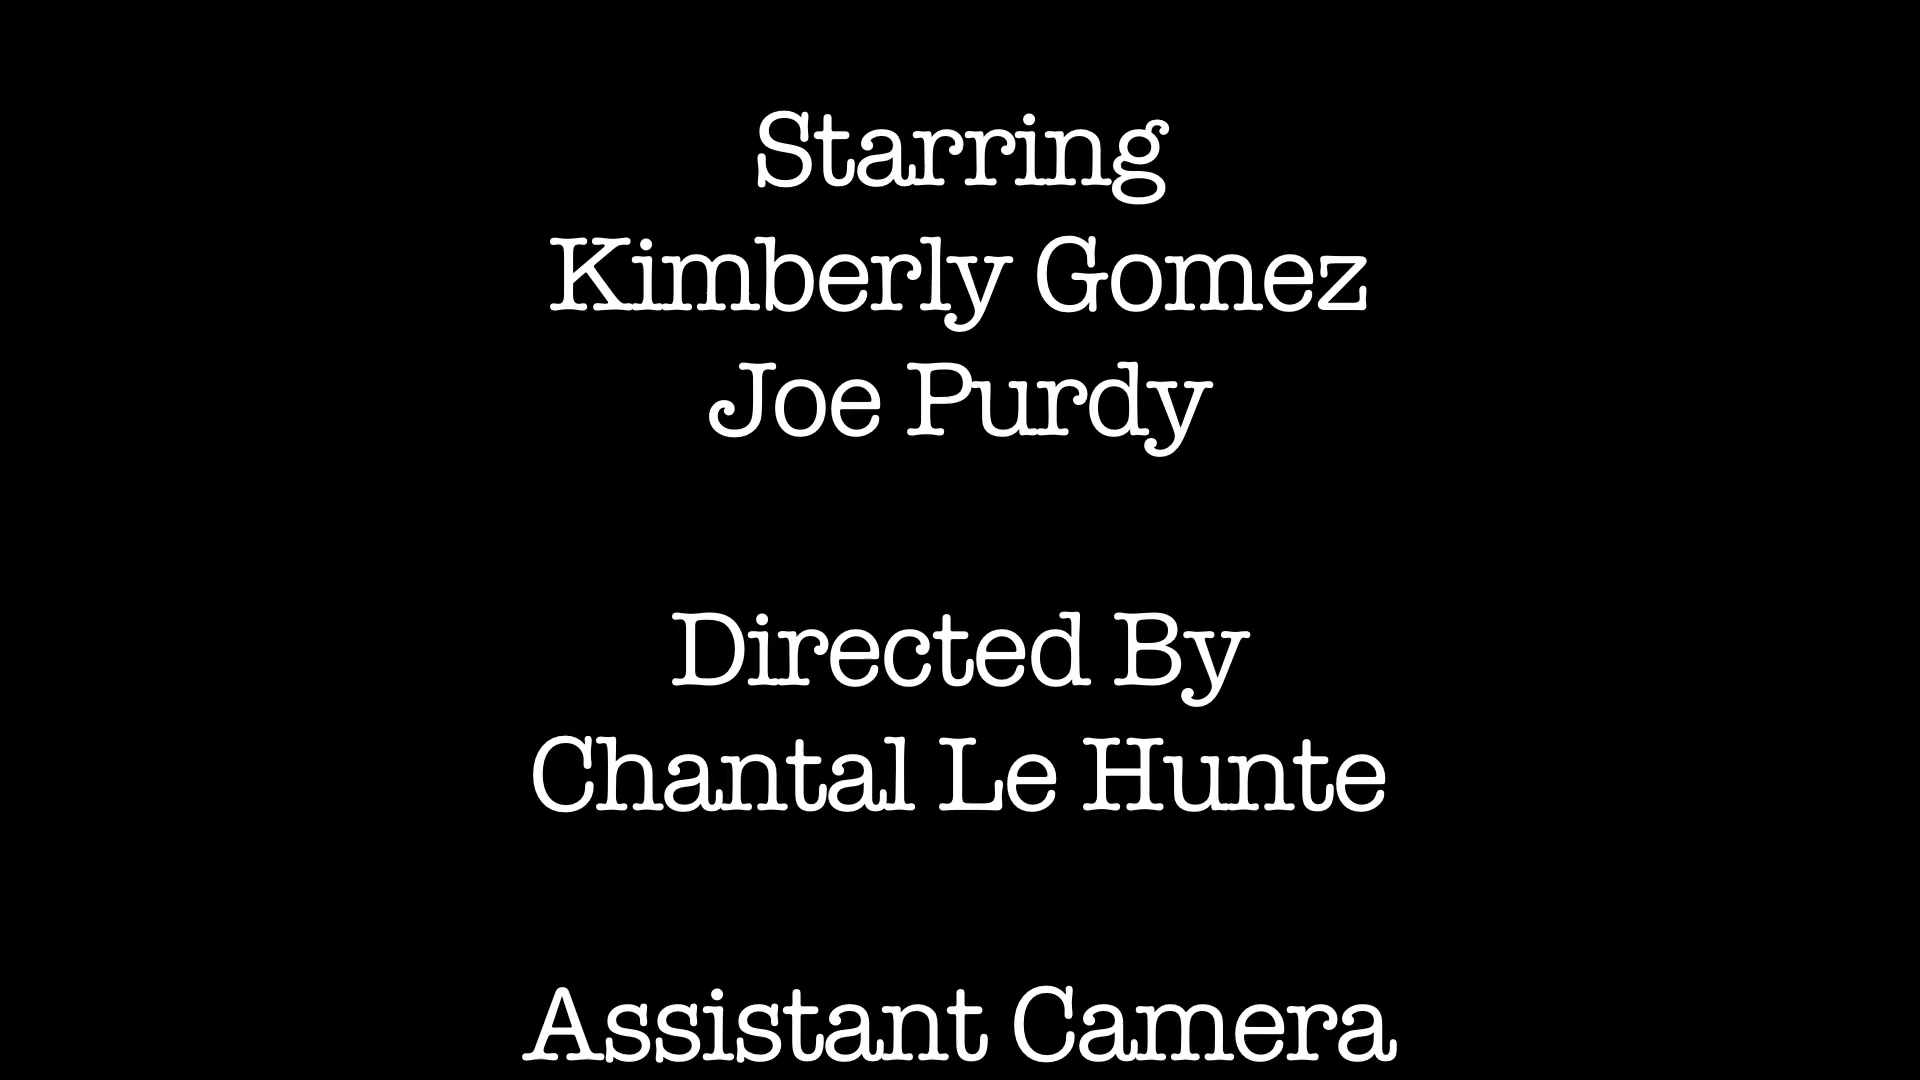 Starring
Kimberly Gomez
Joe Purdy
Directed By
Chantal Le Hunte
Assistant Camera